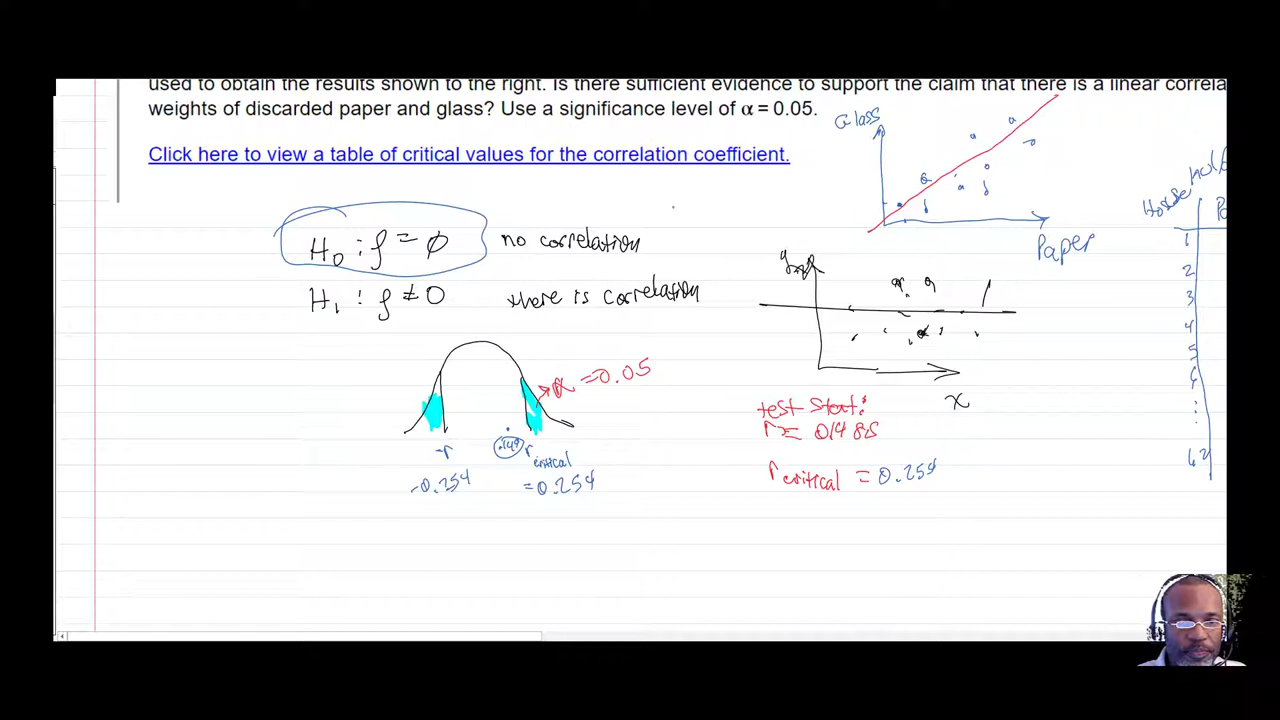 used to obtain the results shown to the right. Is there sufficient evidence to support the claim that there is a linear correla
weights of discarded paper and glass? Use a significance level of α = 0.05.
Click here to view a table of critical values for the correlation coefficient.
Glass
Paper
H₀ : ρ = 0 no correlation
H₁ : ρ ≠ 0 there is correlation
α = 0.05
x
-r
.149
r critical
-0.254
= 0.254
test stat:
r = 0.1485
r critical = 0.254
Household
1
2
3
4
5
6
⋮
62